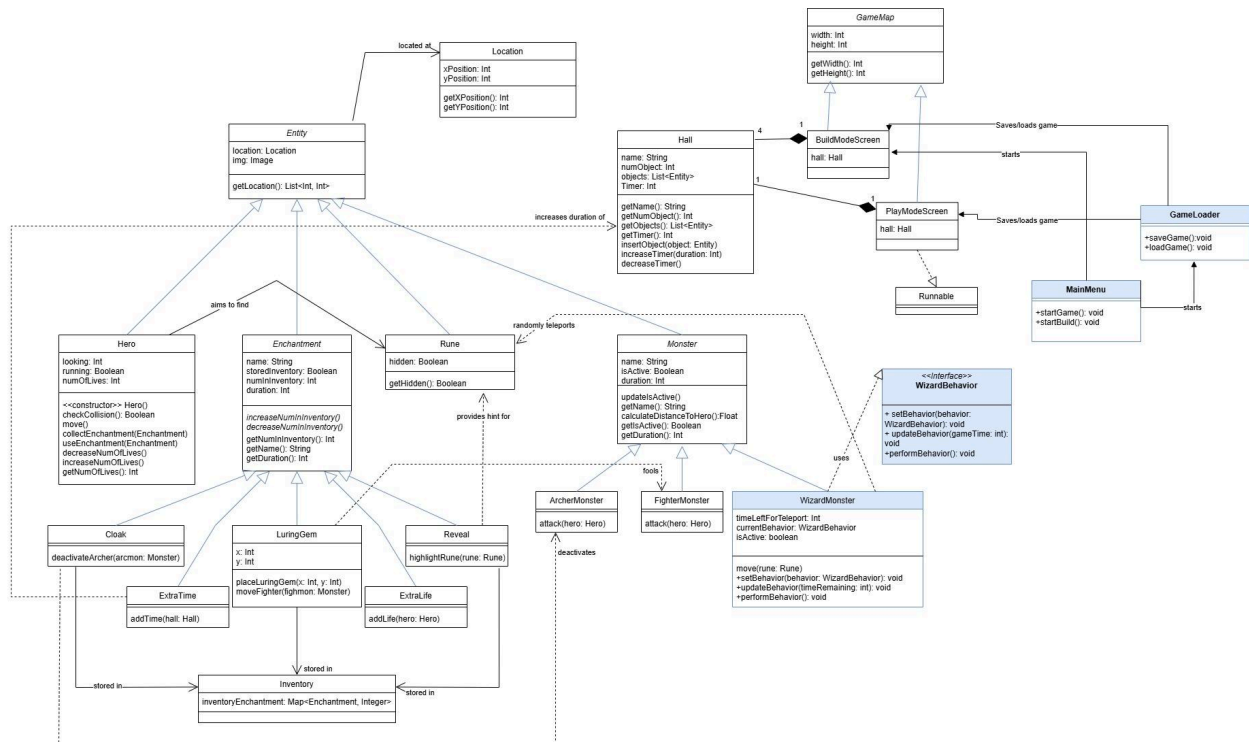 GameMap
width: Int
height: Int
getWidth(): Int
getHeight(): Int
located at
Location
xPosition: Int
yPosition: Int
getXPosition(): Int
getYPosition(): Int
Entity
location: Location
img: Image
getLocation(): List<Int, Int>
Hall
name: String
numObject: Int
objects: List<Entity>
Timer: Int
getName(): String
getNumObject(): Int
getObjects(): List<Entity>
getTimer(): Int
insertObject(object: Entity)
increaseTimer(duration: Int)
decreaseTimer()
4
1
1
1
BuildModeScreen
hall: Hall
PlayModeScreen
hall: Hall
Runnable
Saves/loads game
starts
Saves/loads game
GameLoader
+saveGame():void
+loadGame(): void
MainMenu
+startGame(): void
+startBuild(): void
starts
increases duration of
aims to find
randomly teleports
Hero
looking: Int
running: Boolean
numOfLives: Int
<<constructor>> Hero()
checkCollision(): Boolean
move()
collectEnchantment(Enchantment)
useEnchantment(Enchantment)
decreaseNumOfLives()
increaseNumOfLives()
getNumOfLives(): Int
Enchantment
name: String
storedInventory: Boolean
numInInventory: Int
duration: Int
increaseNumInInventory()
decreaseNumInInventory()
getNumInInventory(): Int
getName(): String
getDuration(): Int
Rune
hidden: Boolean
getHidden(): Boolean
provides hint for
Monster
name: String
isActive: Boolean
duration: Int
updateIsActive()
getName(): String
calculateDistanceToHero():Float
getIsActive(): Boolean
getDuration(): Int
<<Interface>>
WizardBehavior
+ setBehavior(behavior:
WizardBehavior): void
+ updateBehavior(gameTime: int):
void
+performBehavior(): void
uses
fools
Cloak
deactivateArcher(arcmon: Monster)
LuringGem
x: Int
y: Int
placeLuringGem(x: Int, y: Int)
moveFighter(fighmon: Monster)
Reveal
highlightRune(rune: Rune)
ArcherMonster
attack(hero: Hero)
FighterMonster
attack(hero: Hero)
WizardMonster
timeLeftForTeleport: Int
currentBehavior: WizardBehavior
isActive: boolean
move(rune: Rune)
+setBehavior(behavior: WizardBehavior): void
+updateBehavior(timeRemaining: int): void
+performBehavior(): void
deactivates
ExtraTime
addTime(hall: Hall)
ExtraLife
addLife(hero: Hero)
stored in
stored in
stored in
Inventory
inventoryEnchantment: Map<Enchantment, Integer>